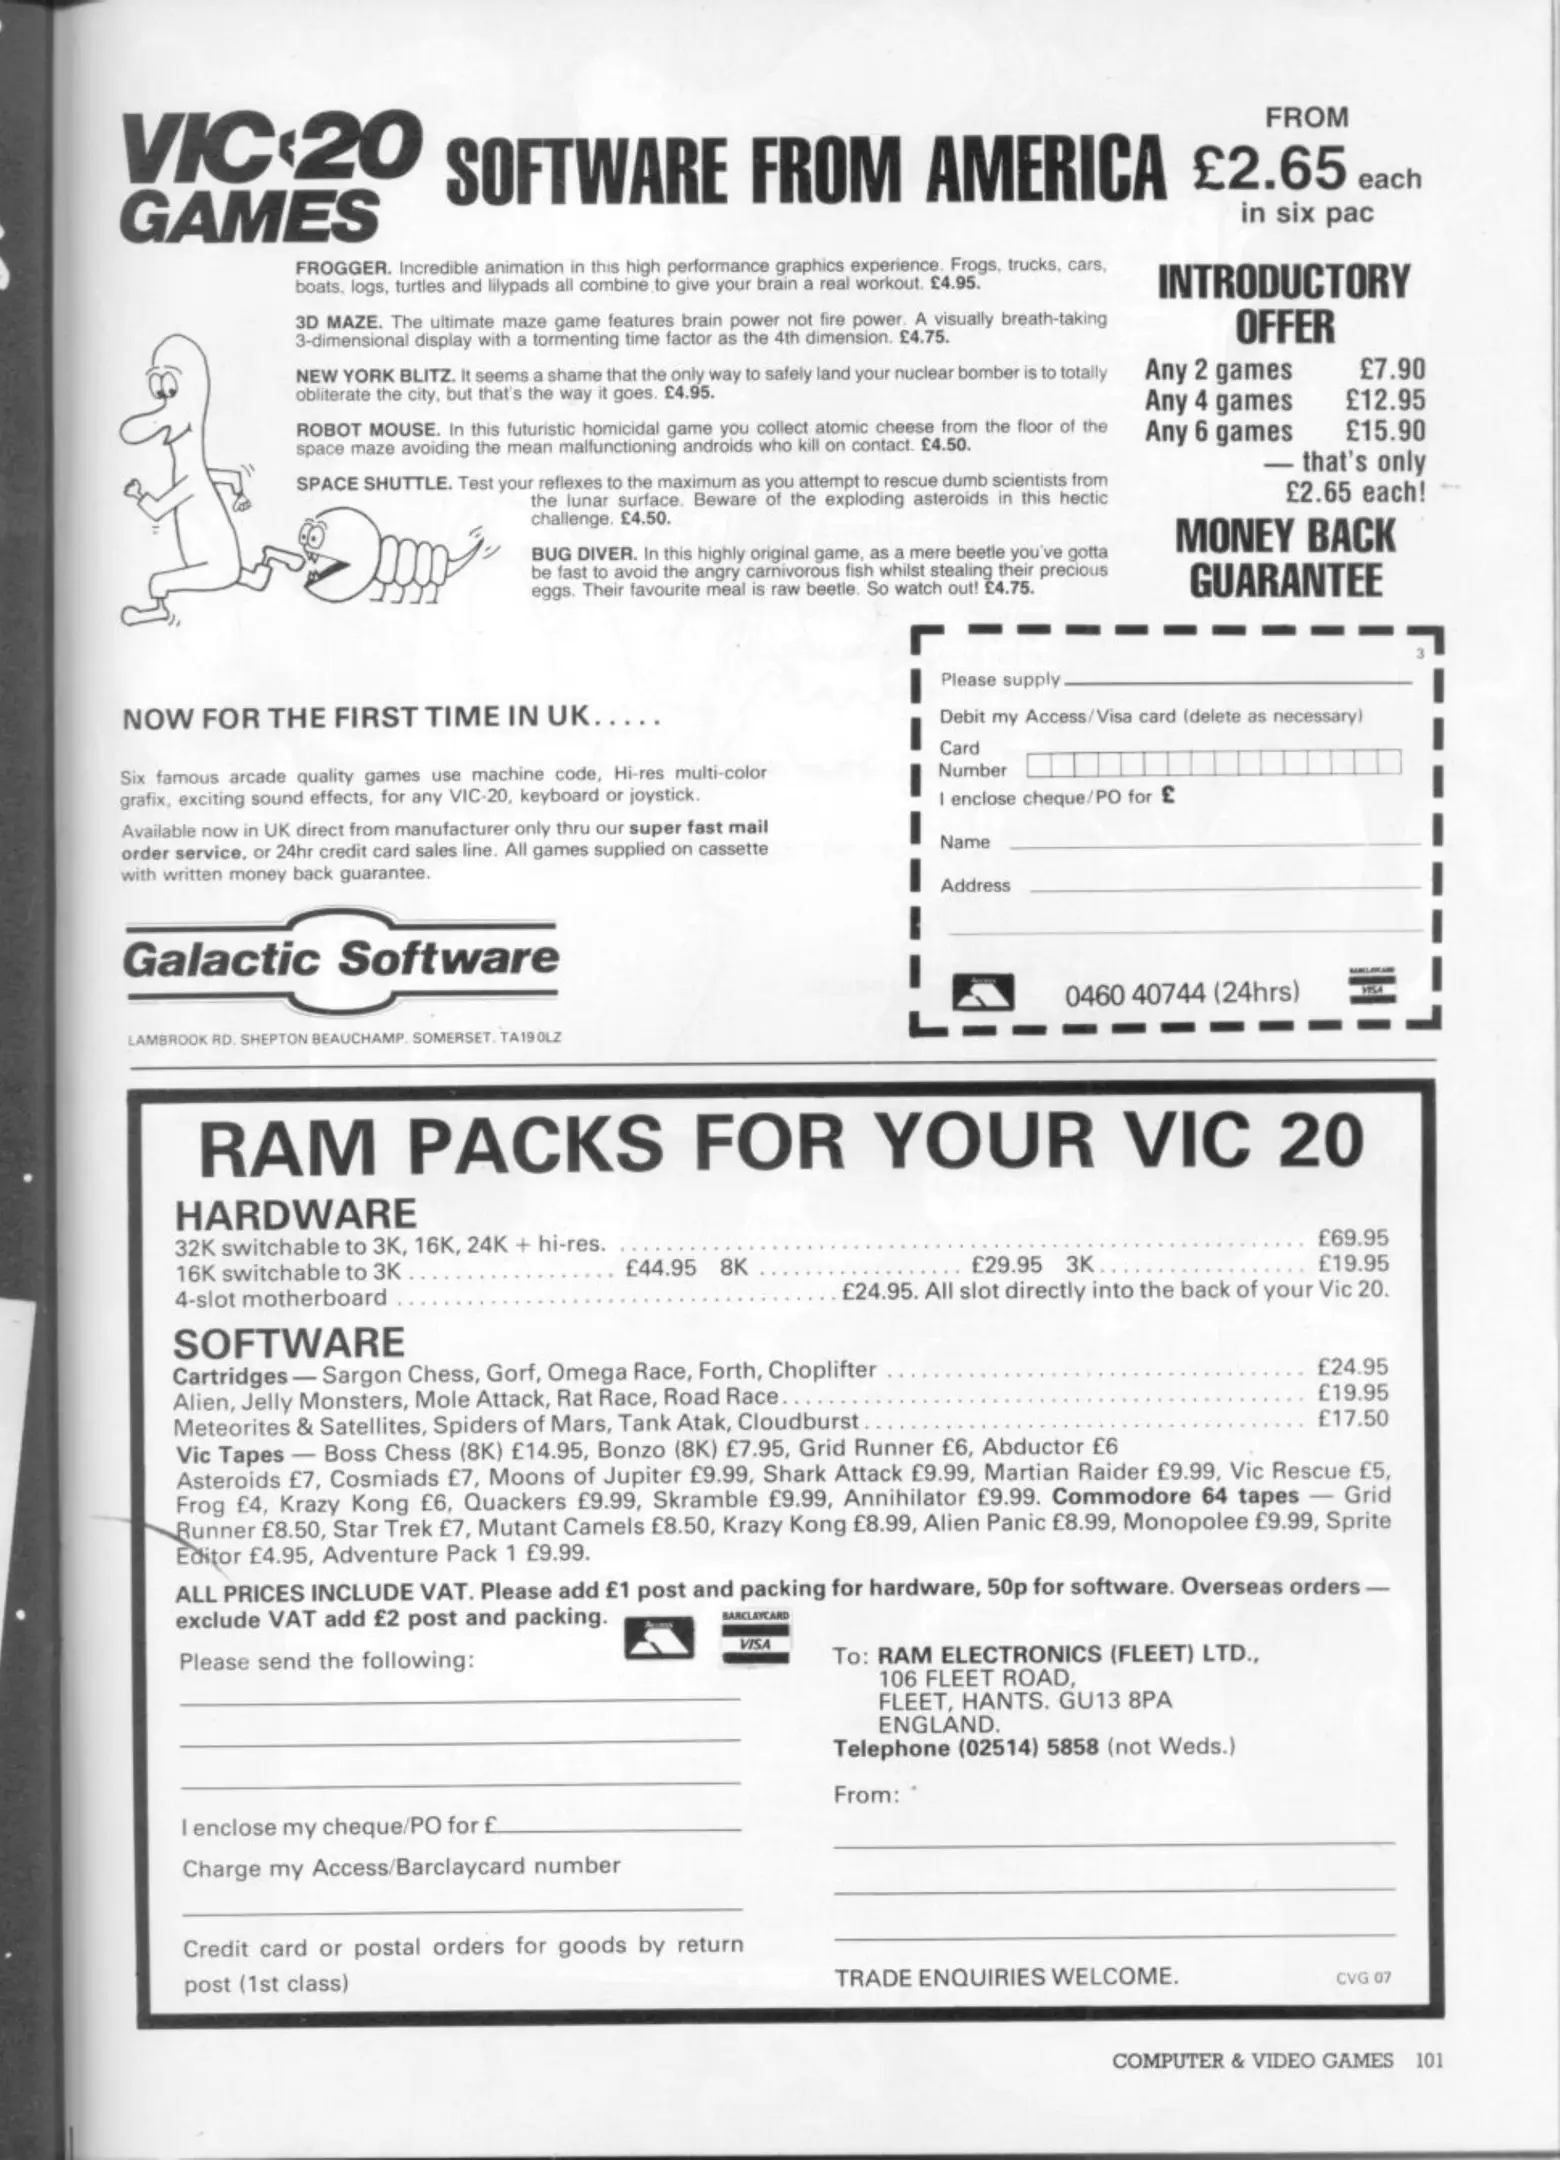 VIC-20
GAMES
SOFTWARE FROM AMERICA
FROM
£2.65 each
in six pac
FROGGER. Incredible animation in this high performance graphics experience. Frogs, trucks, cars,
boats, logs, turtles and lilypads all combine to give your brain a real workout. £4.95.
3D MAZE. The ultimate maze game features brain power not fire power. A visually breath-taking
3-dimensional display with a tormenting time factor as the 4th dimension. £4.75.
NEW YORK BLITZ. It seems a shame that the only way to safely land your nuclear bomber is to totally
obliterate the city, but that's the way it goes. £4.95.
ROBOT MOUSE. In this futuristic homicidal game you collect atomic cheese from the floor of the
space maze avoiding the mean malfunctioning androids who kill on contact. £4.50.
SPACE SHUTTLE. Test your reflexes to the maximum as you attempt to rescue dumb scientists from
the lunar surface. Beware of the exploding asteroids in this hectic
challenge. £4.50.
BUG DIVER. In this highly original game, as a mere beetle you've gotta
be fast to avoid the angry carnivorous fish whilst stealing their precious
eggs. Their favourite meal is raw beetle. So watch out! £4.75.
INTRODUCTORY
OFFER
Any 2 games £7.90
Any 4 games £12.95
Any 6 games £15.90
— that's only
£2.65 each!
MONEY BACK
GUARANTEE
NOW FOR THE FIRST TIME IN UK.....
Six famous arcade quality games use machine code, Hi-res multi-color
grafix, exciting sound effects, for any VIC-20, keyboard or joystick.
Available now in UK direct from manufacturer only thru our super fast mail
order service, or 24hr credit card sales line. All games supplied on cassette
with written money back guarantee.
Galactic Software
LAMBROOK RD. SHEPTON BEAUCHAMP. SOMERSET. TA19 0LZ
3
Please supply
Debit my Access/Visa card (delete as necessary)
Card
Number
I enclose cheque/PO for £
Name
Address
Access
0460 40744 (24hrs)
BARCLAYCARD
VISA
RAM PACKS FOR YOUR VIC 20
HARDWARE
32K switchable to 3K, 16K, 24K + hi-res. £69.95
16K switchable to 3K £44.95 8K £29.95 3K £19.95
4-slot motherboard £24.95. All slot directly into the back of your Vic 20.
SOFTWARE
Cartridges — Sargon Chess, Gorf, Omega Race, Forth, Choplifter £24.95
Alien, Jelly Monsters, Mole Attack, Rat Race, Road Race £19.95
Meteorites & Satellites, Spiders of Mars, Tank Atak, Cloudburst £17.50
Vic Tapes — Boss Chess (8K) £14.95, Bonzo (8K) £7.95, Grid Runner £6, Abductor £6
Asteroids £7, Cosmiads £7, Moons of Jupiter £9.99, Shark Attack £9.99, Martian Raider £9.99, Vic Rescue £5,
Frog £4, Krazy Kong £6, Quackers £9.99, Skramble £9.99, Annihilator £9.99. Commodore 64 tapes — Grid
Runner £8.50, Star Trek £7, Mutant Camels £8.50, Krazy Kong £8.99, Alien Panic £8.99, Monopolee £9.99, Sprite
Editor £4.95, Adventure Pack 1 £9.99.
ALL PRICES INCLUDE VAT. Please add £1 post and packing for hardware, 50p for software. Overseas orders —
exclude VAT add £2 post and packing.
Access
BARCLAYCARD
VISA
Please send the following:
I enclose my cheque/PO for £
Charge my Access/Barclaycard number
Credit card or postal orders for goods by return
post (1st class)
To: RAM ELECTRONICS (FLEET) LTD.,
106 FLEET ROAD,
FLEET, HANTS. GU13 8PA
ENGLAND.
Telephone (02514) 5858 (not Weds.)
From:
TRADE ENQUIRIES WELCOME.
CVG 07
COMPUTER & VIDEO GAMES 101